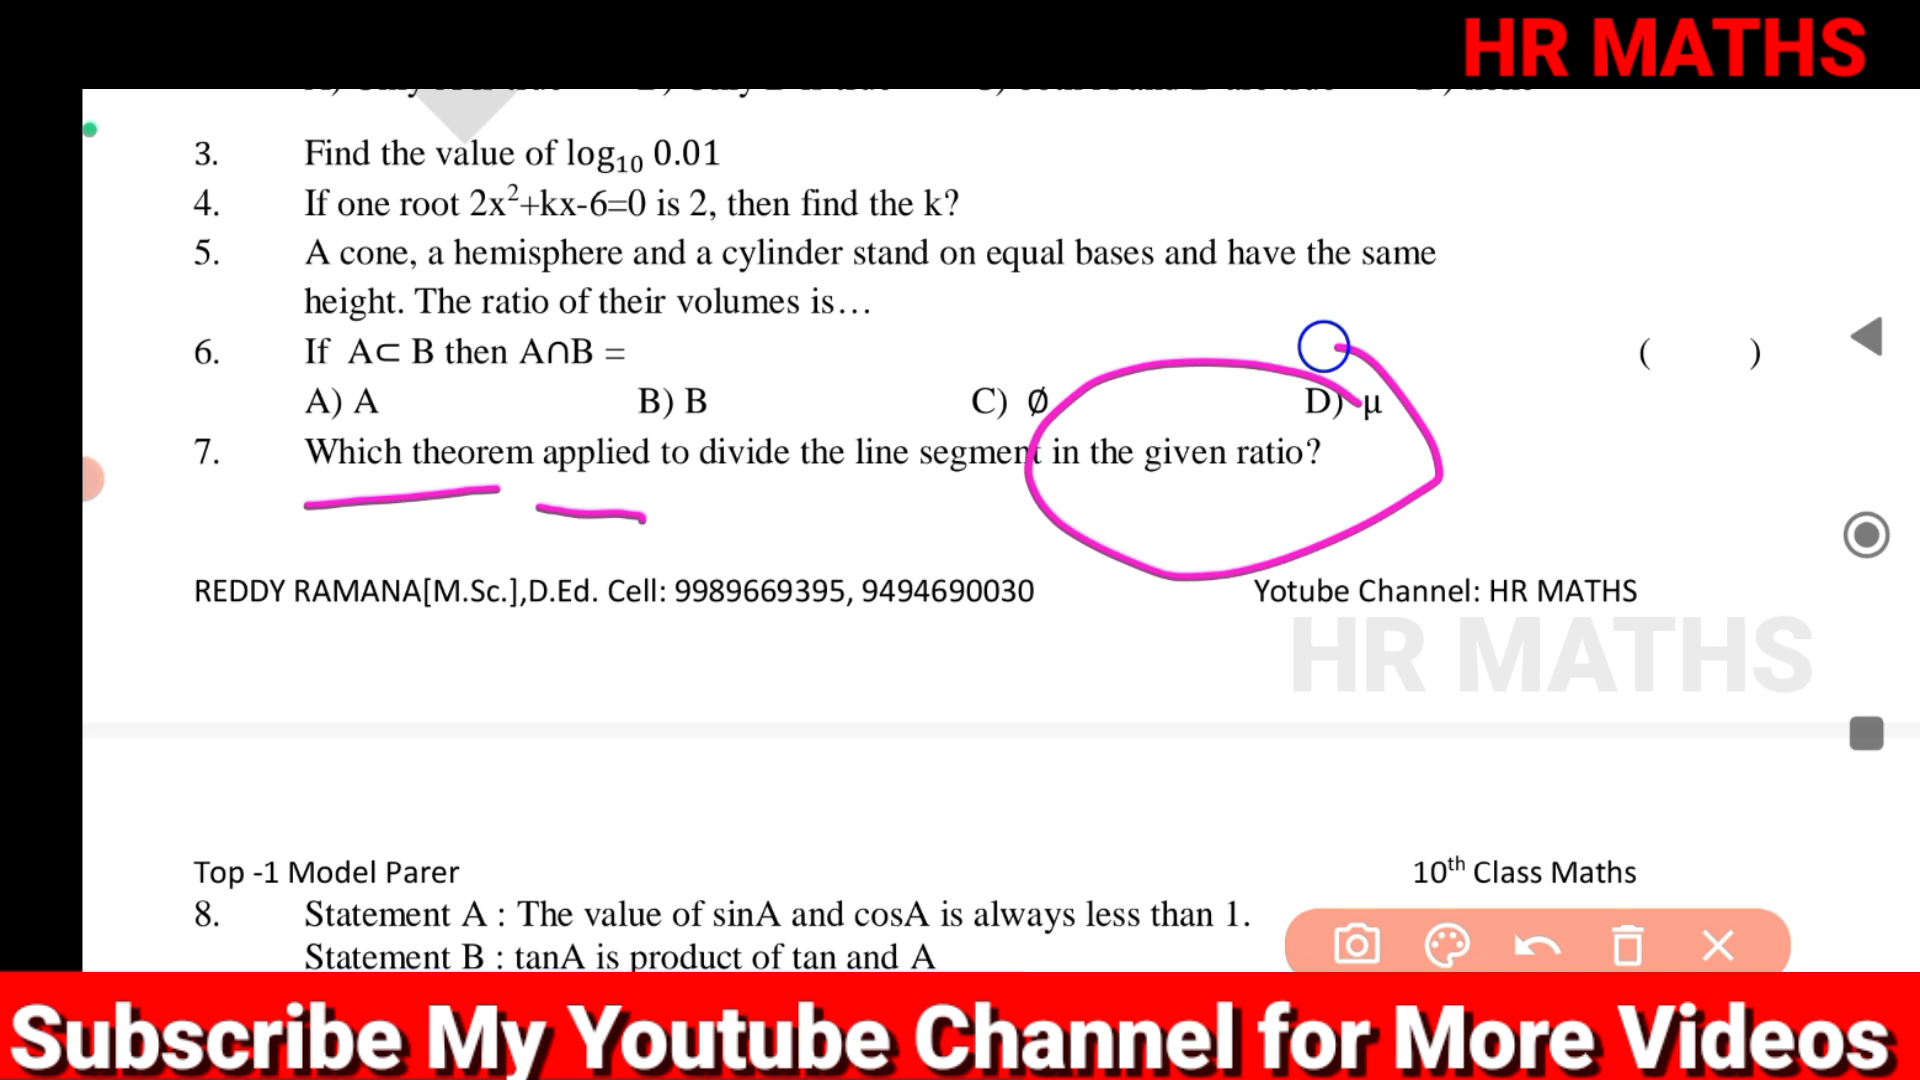 HR MATHS
3. Find the value of log₁₀ 0.01
4. If one root 2x²+kx-6=0 is 2, then find the k?
5. A cone, a hemisphere and a cylinder stand on equal bases and have the same
height. The ratio of their volumes is…
6. If A⊂ B then A∩B = ( )
A) A B) B C) ∅ D) μ
7. Which theorem applied to divide the line segment in the given ratio?
REDDY RAMANA[M.Sc.],D.Ed. Cell: 9989669395, 9494690030 Yotube Channel: HR MATHS
HR MATHS
Top -1 Model Parer 10th Class Maths
8. Statement A : The value of sinA and cosA is always less than 1.
Statement B : tanA is product of tan and A
Subscribe My Youtube Channel for More Videos